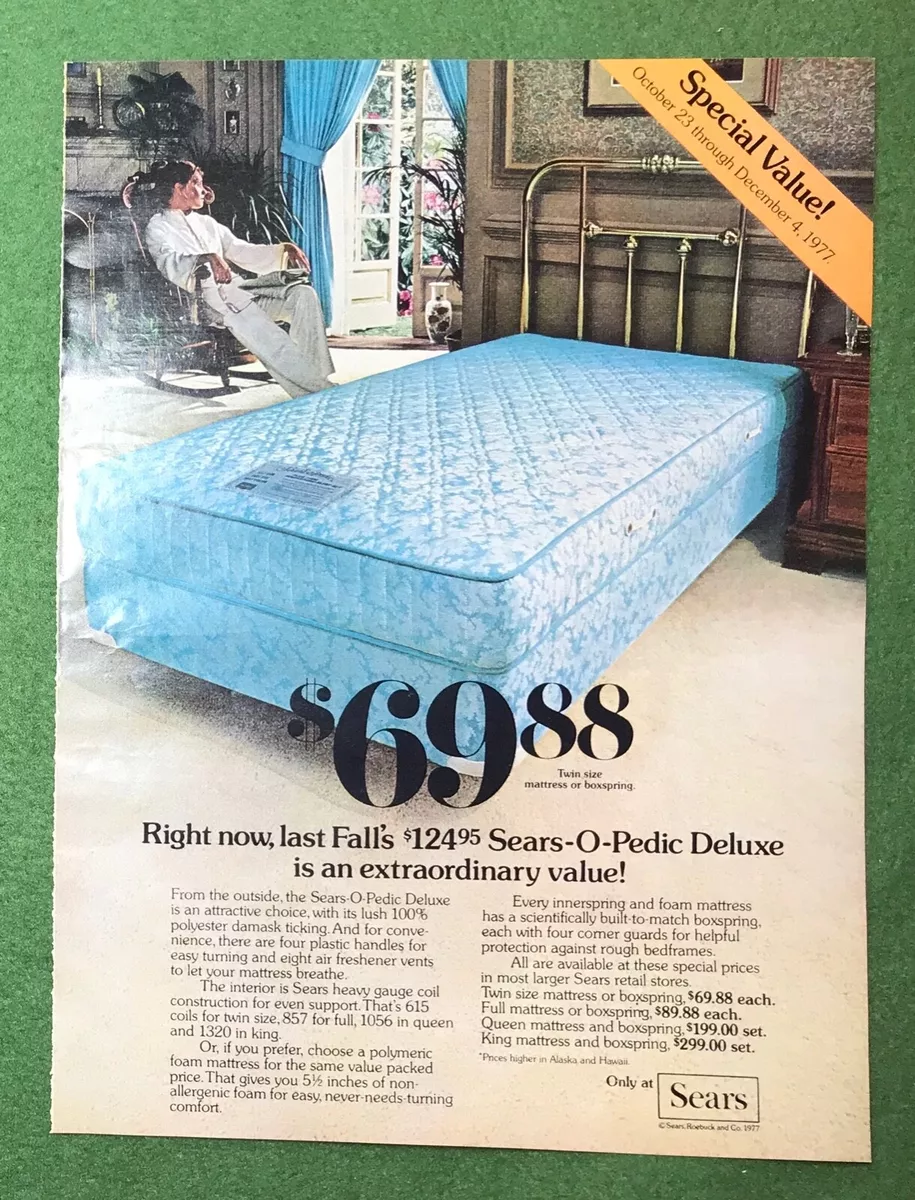 Special Value!
October 23 through December 4, 1977.
$69.88
Twin size
mattress or boxspring.
Right now, last Fall's $124.95 Sears-O-Pedic Deluxe
is an extraordinary value!
From the outside, the Sears-O-Pedic Deluxe
is an attractive choice, with its lush 100%
polyester damask ticking. And for conve-
nience, there are four plastic handles for
easy turning and eight air freshener vents
to let your mattress breathe.
The interior is Sears heavy gauge coil
construction for even support. That's 615
coils for twin size, 857 for full, 1056 in queen
and 1320 in king.
Or, if you prefer, choose a polymeric
foam mattress for the same value packed
price. That gives you 5½ inches of non-
allergenic foam for easy, never-needs-turning
comfort.
Every innerspring and foam mattress
has a scientifically built-to-match boxspring,
each with four corner guards for helpful
protection against rough bedframes.
All are available at these special prices
in most larger Sears retail stores.
Twin size mattress or boxspring, $69.88 each.
Full mattress or boxspring, $89.88 each.
Queen mattress and boxspring, $199.00 set.
King mattress and boxspring, $299.00 set.
*Prices higher in Alaska and Hawaii.
Only at Sears
© Sears, Roebuck and Co. 1977